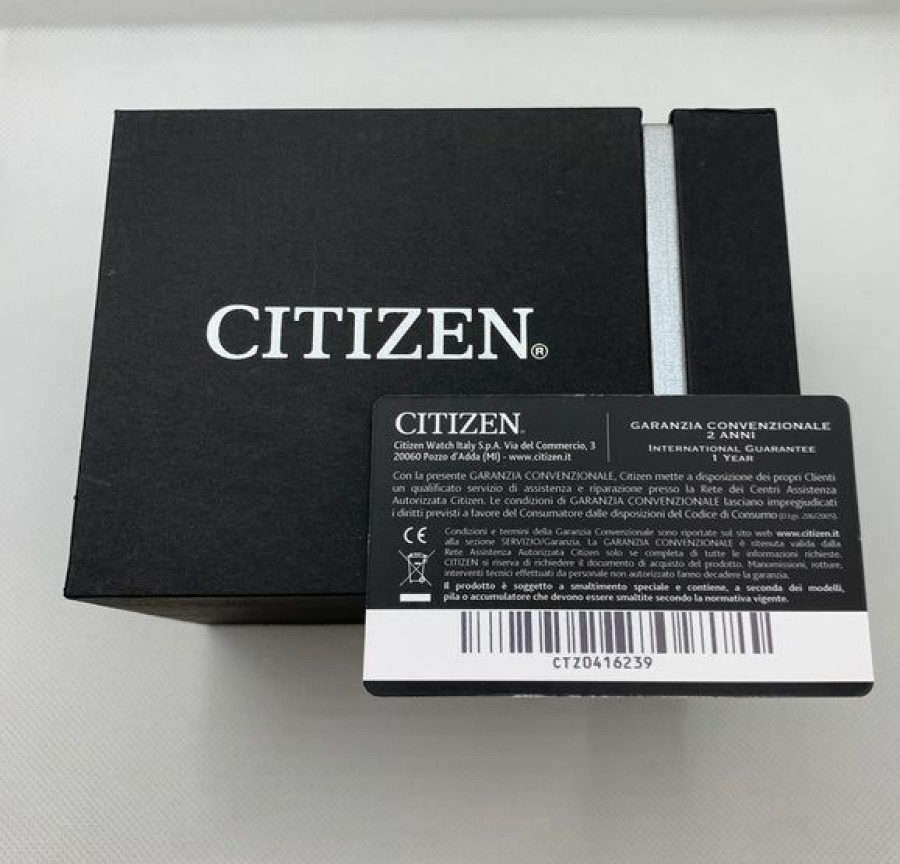 CITIZEN®
CITIZEN
Citizen Watch Italy S.p.A. Via del Commercio, 3
20060 Pozzo d'Adda (MI) - www.citizen.it
GARANZIA CONVENZIONALE
2 ANNI
INTERNATIONAL GUARANTEE
1 YEAR
Con la presente GARANZIA CONVENZIONALE, Citizen mette a disposizione dei propri Clienti
un qualificato servizio di assistenza e riparazione presso la Rete dei Centri Assistenza
Autorizzata Citizen. Le condizioni di GARANZIA CONVENZIONALE lasciano impregiudicati
i diritti previsti a favore del Consumatore dalle disposizioni del Codice di Consumo (D.lgs. 206/2005).
CE
Condizioni e termini della Garanzia Convenzionale sono riportate sul sito web www.citizen.it
alla sezione SERVIZIO/Garanzia. La GARANZIA CONVENZIONALE è ritenuta valida dalla
Rete Assistenza Autorizzata Citizen solo se completa di tutte le informazioni richieste.
CITIZEN si riserva di richiedere il documento di acquisto del prodotto. Manomissioni, rotture,
interventi tecnici effettuati da personale non autorizzato fanno decadere la garanzia.
Il prodotto è soggetto a smaltimento speciale e contiene, a seconda dei modelli,
pila o accumulatore che devono essere smaltite secondo la normativa vigente.
CTZ0416239